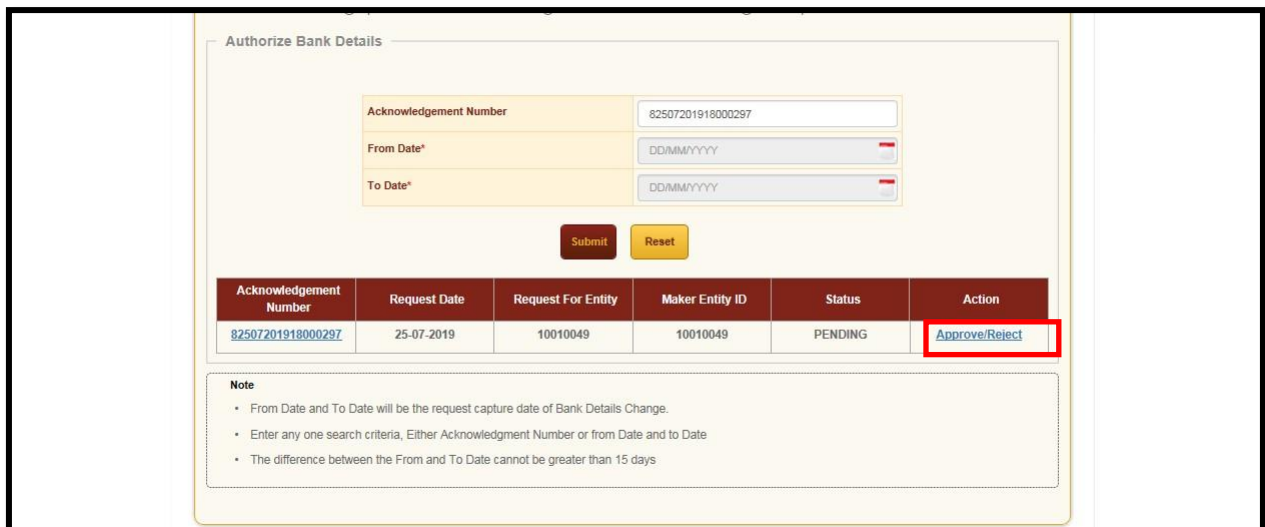 Authorize Bank Details
Acknowledgement Number 82507201918000297
From Date* DD/MM/YYYY
To Date* DD/MM/YYYY
Submit Reset
Acknowledgement Number Request Date Request For Entity Maker Entity ID Status Action
82507201918000297 25-07-2019 10010049 10010049 PENDING Approve/Reject
Note
• From Date and To Date will be the request capture date of Bank Details Change.
• Enter any one search criteria, Either Acknowledgment Number or from Date and to Date
• The difference between the From and To Date cannot be greater than 15 days